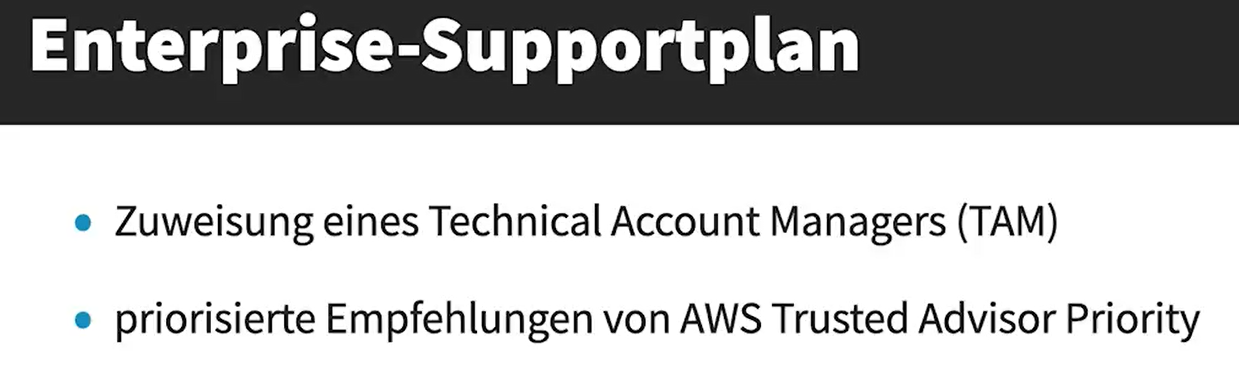 Enterprise-Supportplan
• Zuweisung eines Technical Account Managers (TAM)
• priorisierte Empfehlungen von AWS Trusted Advisor Priority